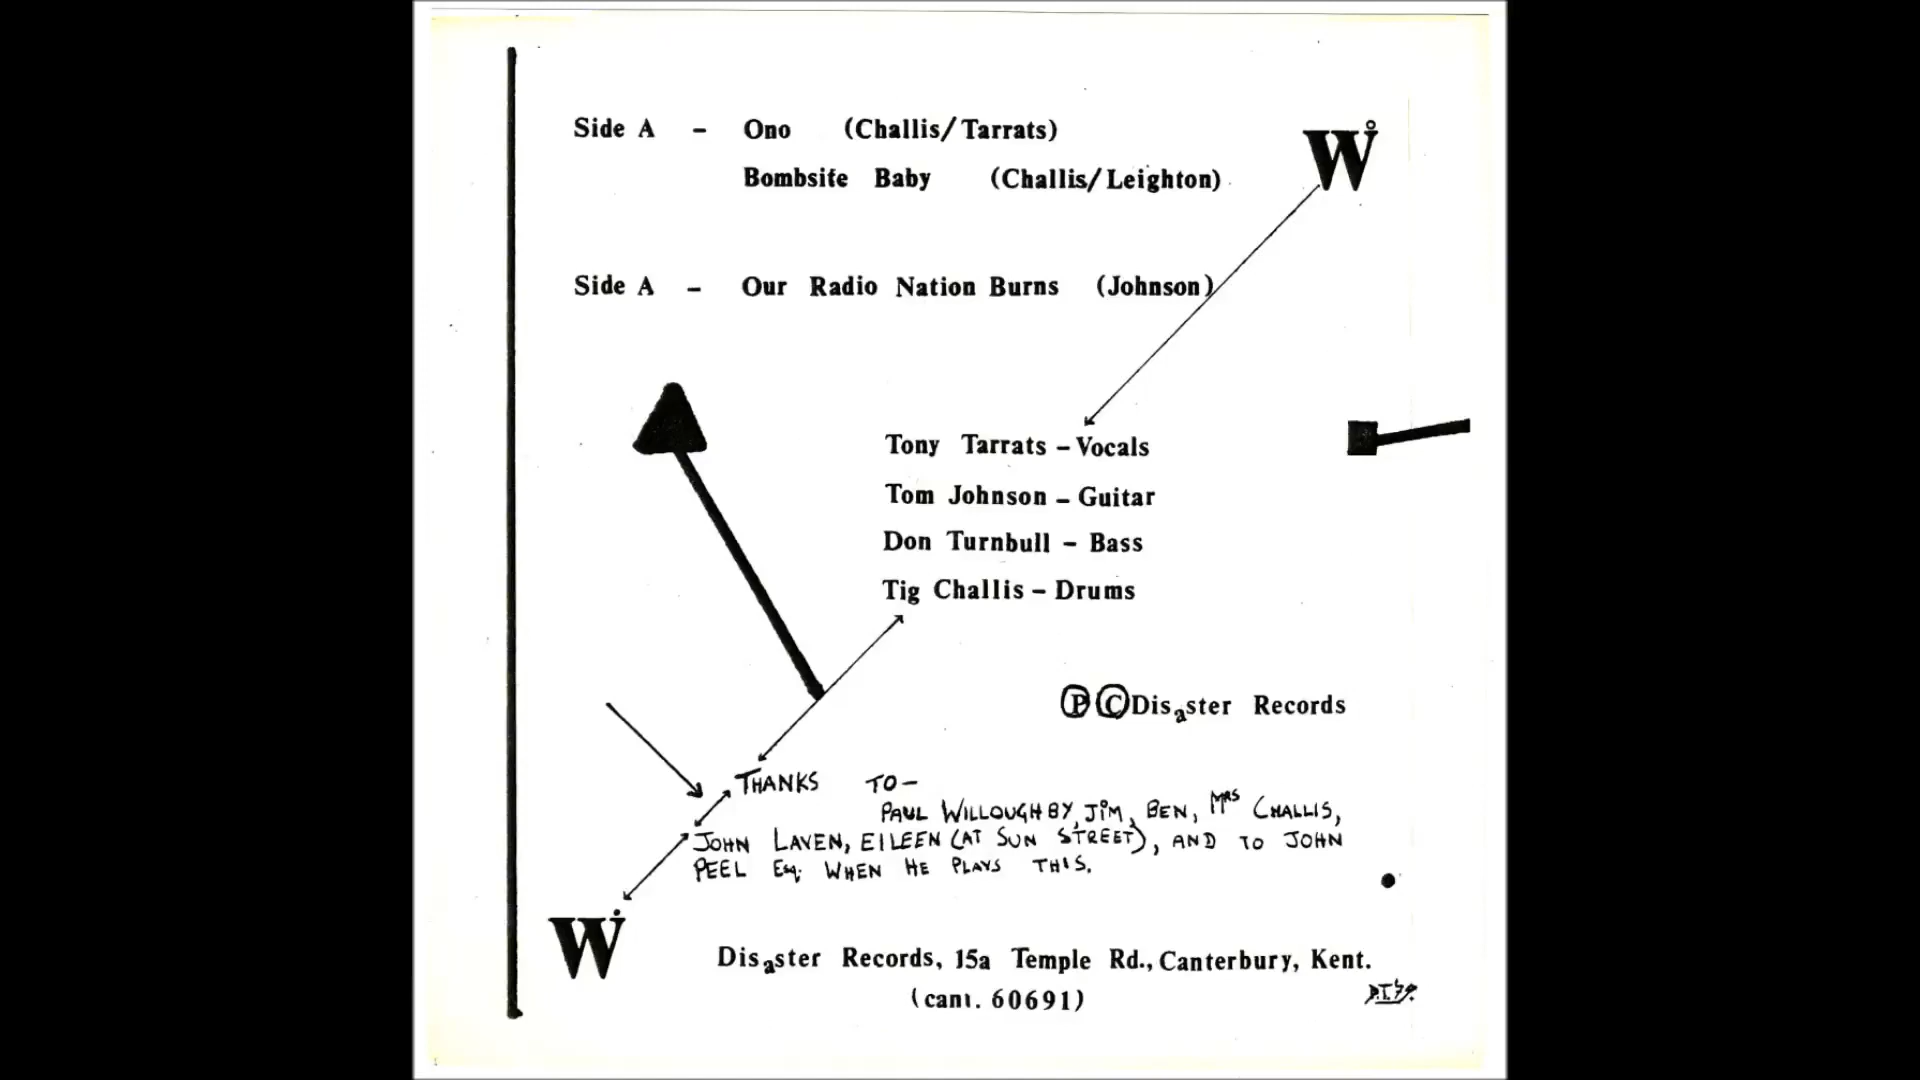 Side A - Ono (Challis/Tarrats)
Bombsite Baby (Challis/Leighton)
W
Side A - Our Radio Nation Burns (Johnson)
Tony Tarrats - Vocals
Tom Johnson - Guitar
Don Turnbull - Bass
Tig Challis - Drums
Ⓟ Ⓒ Disaster Records
THANKS TO-
PAUL WILLOUGHBY, JIM, BEN, MRS CHALLIS,
JOHN LAVEN, EILEEN (AT SUN STREET), AND TO JOHN
PEEL Esq. WHEN HE PLAYS THIS.
W
Disaster Records, 15a Temple Rd., Canterbury, Kent.
(cant. 60691)